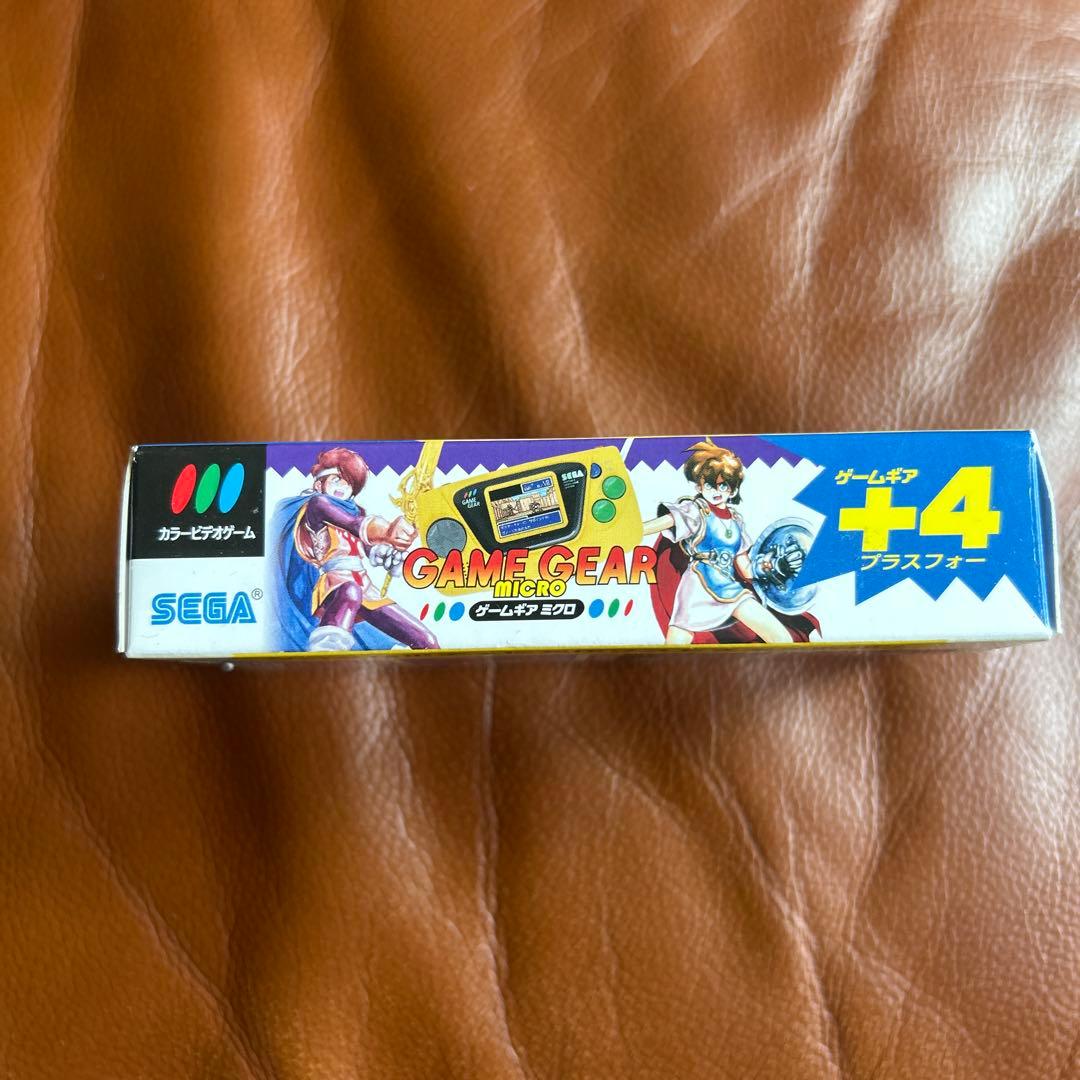 カラービデオゲーム
SEGA®
GAME GEAR
SEGA
GAME GEAR
MICRO
ゲームギア ミクロ
ゲームギア
+4
プラスフォー